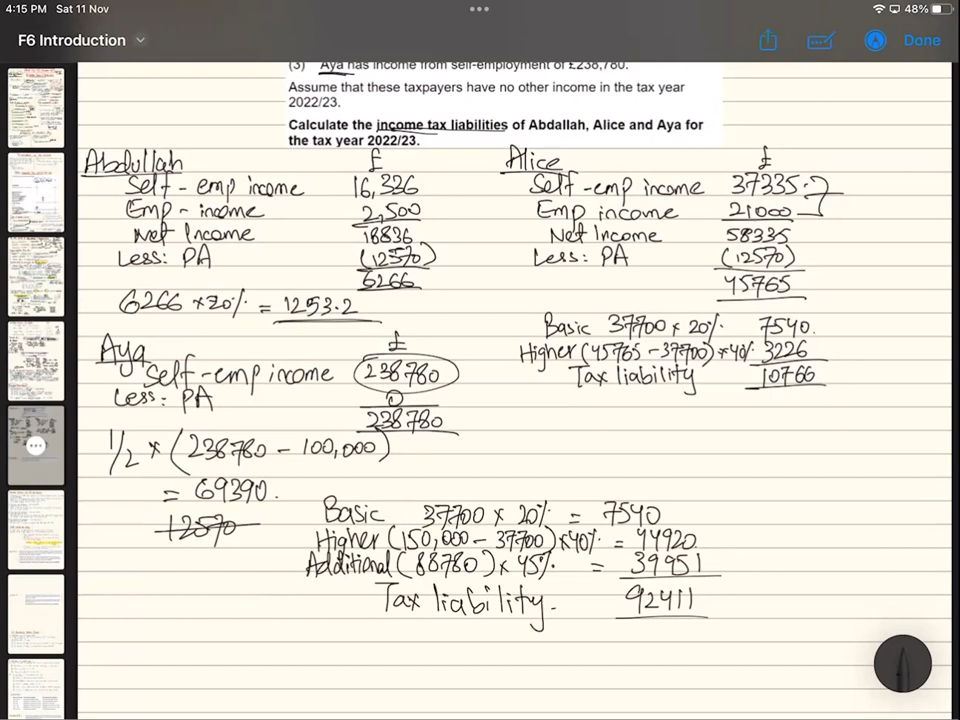 4:15 PM Sat 11 Nov
48%
F6 Introduction
Done
(3) Aya has income from self-employment of £238,780.
Assume that these taxpayers have no other income in the tax year
2022/23.
Calculate the income tax liabilities of Abdallah, Alice and Aya for
the tax year 2022/23.
Abdullah £
Self-emp income 16,336
Emp-income 2,500
Net Income 18836
Less: PA (12570)
6266
6266 × 20% = 1253.2
Alice £
Self-emp income 37335
Emp income 21000
Net Income 58335
Less: PA (12570)
45765
Basic 37700 × 20% 7540
Higher (45765 - 37700) × 40% 3226
Tax liability 10766
Aya £
Self-emp income 238780
Less: PA 0
238780
1/2 × (238780 - 100,000)
= 69390.
12570
Basic 37700 × 20% = 7540
Higher (150,000 - 37700) × 40% = 44920
Additional (88780) × 45% = 39951
Tax liability. 92411